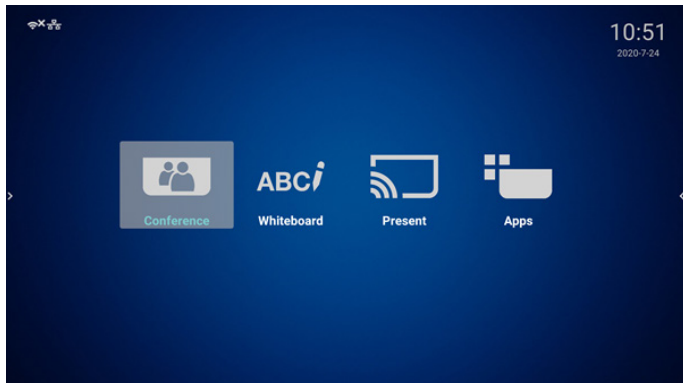 10:51
2020-7-24
ABC
Conference
Whiteboard
Present
Apps